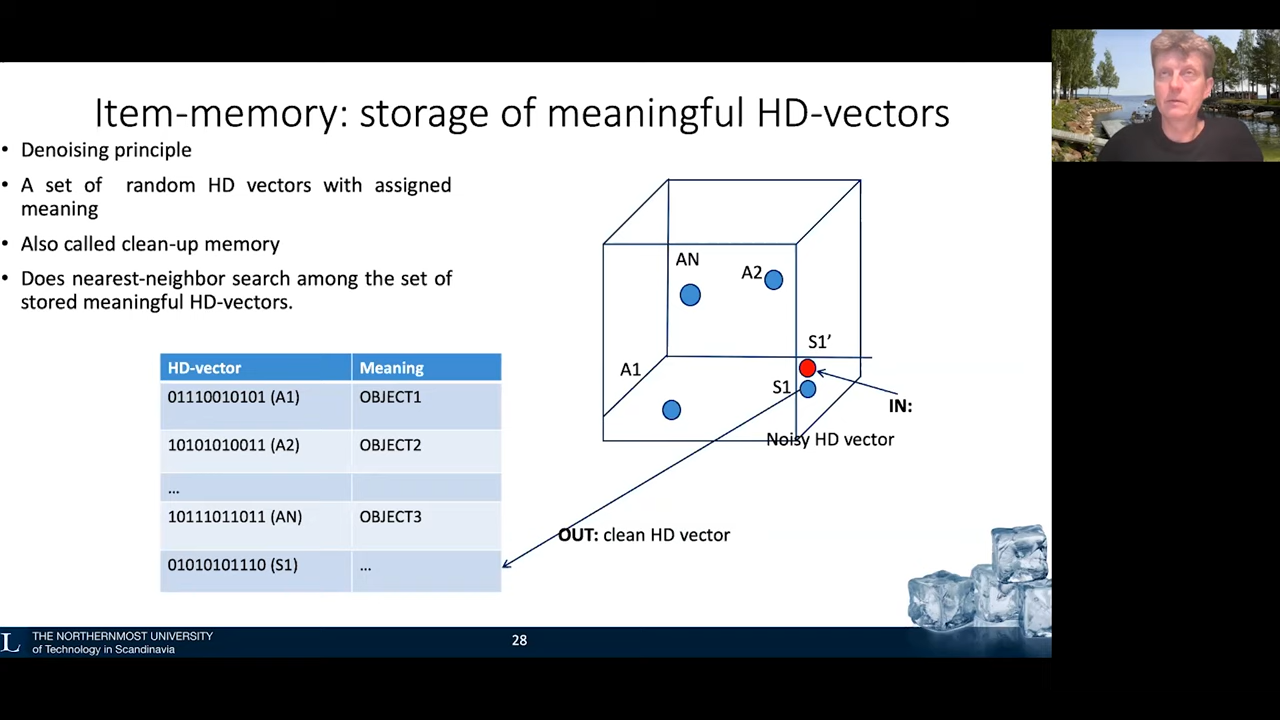 Item-memory: storage of meaningful HD-vectors
• Denoising principle
• A set of random HD vectors with assigned
meaning
• Also called clean-up memory
• Does nearest-neighbor search among the set of
stored meaningful HD-vectors.
HD-vector Meaning
01110010101 (A1) OBJECT1
10101010011 (A2) OBJECT2
...
10111011011 (AN) OBJECT3
01010101110 (S1) ...
AN
A2
S1’
A1
S1
IN:
Noisy HD vector
OUT: clean HD vector
L
THE NORTHERNMOST UNIVERSITY
of Technology in Scandinavia
28